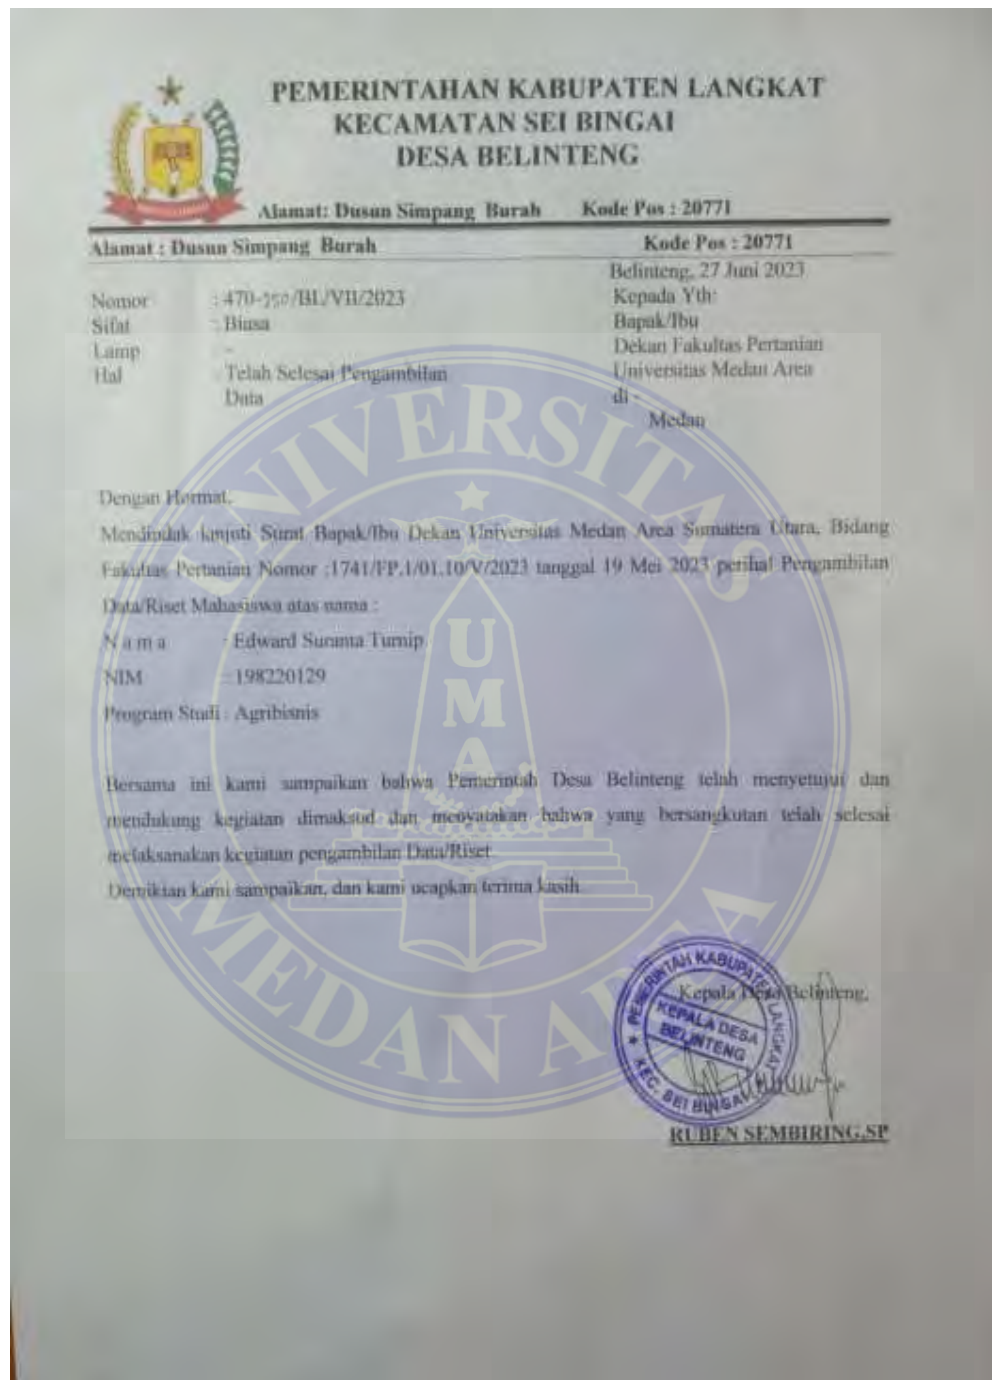 PEMERINTAHAN KABUPATEN LANGKAT
KECAMATAN SEI BINGAI
DESA BELINTENG
Alamat: Dusun Simpang Burah Kode Pos : 20771
Alamat : Dusun Simpang Burah Kode Pos : 20771
Belinteng, 27 Juni 2023
Nomor : 470- /BL/VII/2023 Kepada Yth:
Sifat : Biasa Bapak/Ibu
Lamp - Dekan Fakultas Pertanian
Hal Telah Selesai Pengambilan Universitas Medan Area
Data di -
Medan
Dengan Hormat,
Menindak lanjuti Surat Bapak/Ibu Dekan Universitas Medan Area Sumatera Utara, Bidang
Fakultas Pertanian Nomor :1741/FP.1/01.10/V/2023 tanggal 19 Mei 2023 perihal Pengambilan
Data/Riset Mahasiswa atas nama :
N a m a : Edward Suranta Turnip
NIM : 198220129
Program Studi : Agribisnis
Bersama ini kami sampaikan bahwa Pemerintah Desa Belinteng telah menyetujui dan
mendukung kegiatan dimaksud dan menyatakan bahwa yang bersangkutan telah selesai
melaksanakan kegiatan pengambilan Data/Riset.
Demikian kami sampaikan, dan kami ucapkan terima kasih
Kepala Desa Belinteng,
PEMERINTAH KABUPATEN LANGKAT
KEPALA DESA
BELINTENG
KEC. SEI BINGAI
RUBEN SEMBIRING,SP
UNIVERSITAS
MEDAN AREA
UMA